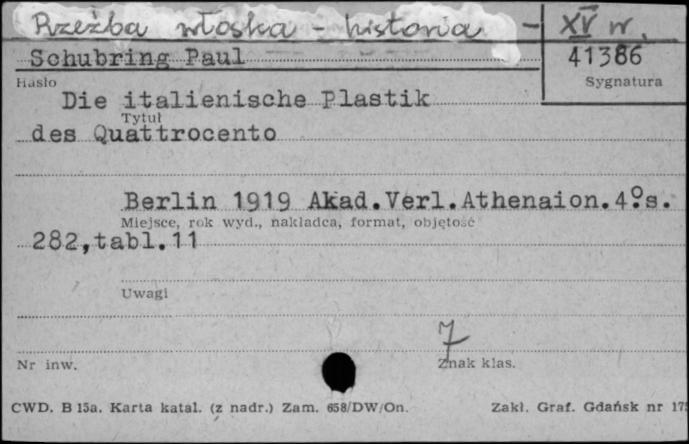 Rzeźba włoska - historia - XV w.
Schubring Paul
41386
Hasło
Sygnatura
Die italienische Plastik
Tytuł
des Quattrocento
Berlin 1919 Akad.Verl.Athenaion.4º.s.
Miejsce, rok wyd., nakładca, format, objętość
282,tabl.11
Uwagi
7
Nr inw.
Znak klas.
CWD. B 15a. Karta katal. (z nadr.) Zam. 658/DW/On.
Zakł. Graf. Gdańsk nr